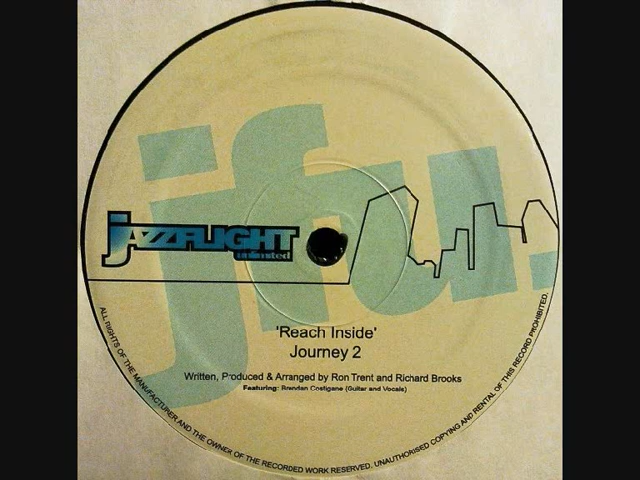 jfu.
JAZZFLIGHT
unlimited
'Reach Inside'
Journey 2
Written, Produced & Arranged by Ron Trent and Richard Brooks
Featuring: Brendan Costigane (Guitar and Vocals)
ALL RIGHTS OF THE MANUFACTURER AND THE OWNER OF THE RECORDED WORK RESERVED. UNAUTHORISED COPYING AND RENTAL OF THIS RECORD PROHIBITED.